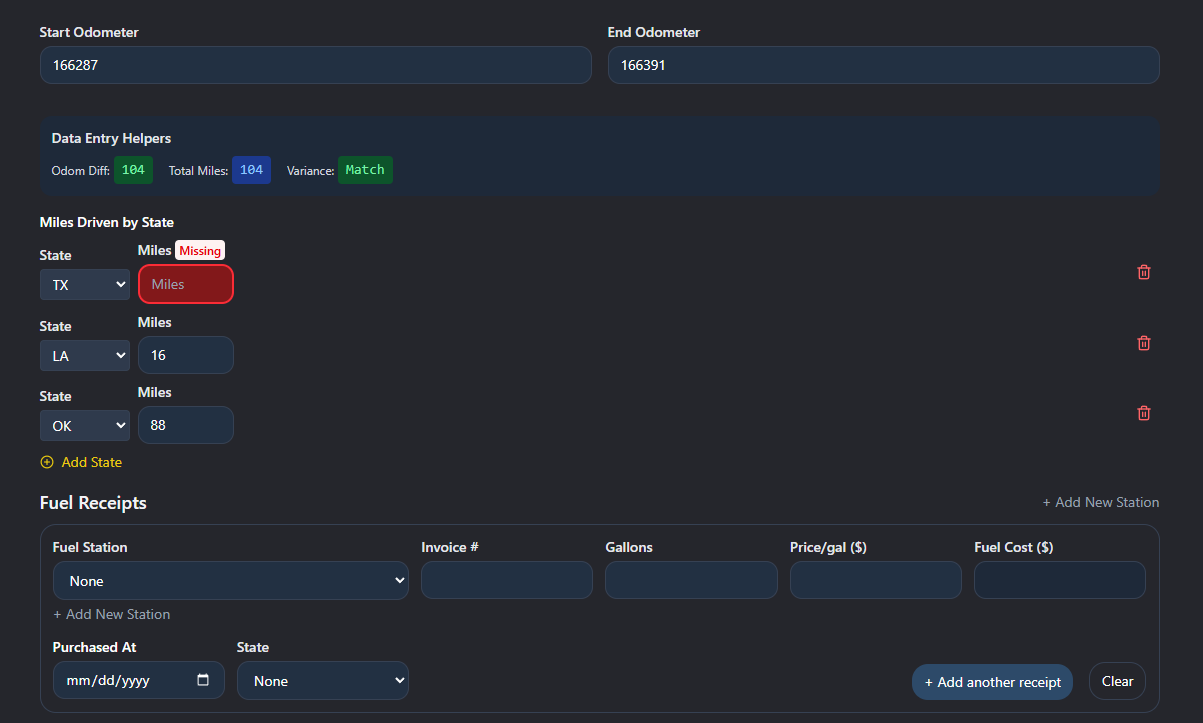 Start Odometer End Odometer
166287 166391
Data Entry Helpers
Odom Diff: 104 Total Miles: 104 Variance: Match
Miles Driven by State
State Miles Missing
TX Miles
State Miles
LA 16
State Miles
OK 88
Add State
Fuel Receipts + Add New Station
Fuel Station Invoice # Gallons Price/gal ($) Fuel Cost ($)
None
+ Add New Station
Purchased At State
mm/dd/yyyy None + Add another receipt Clear